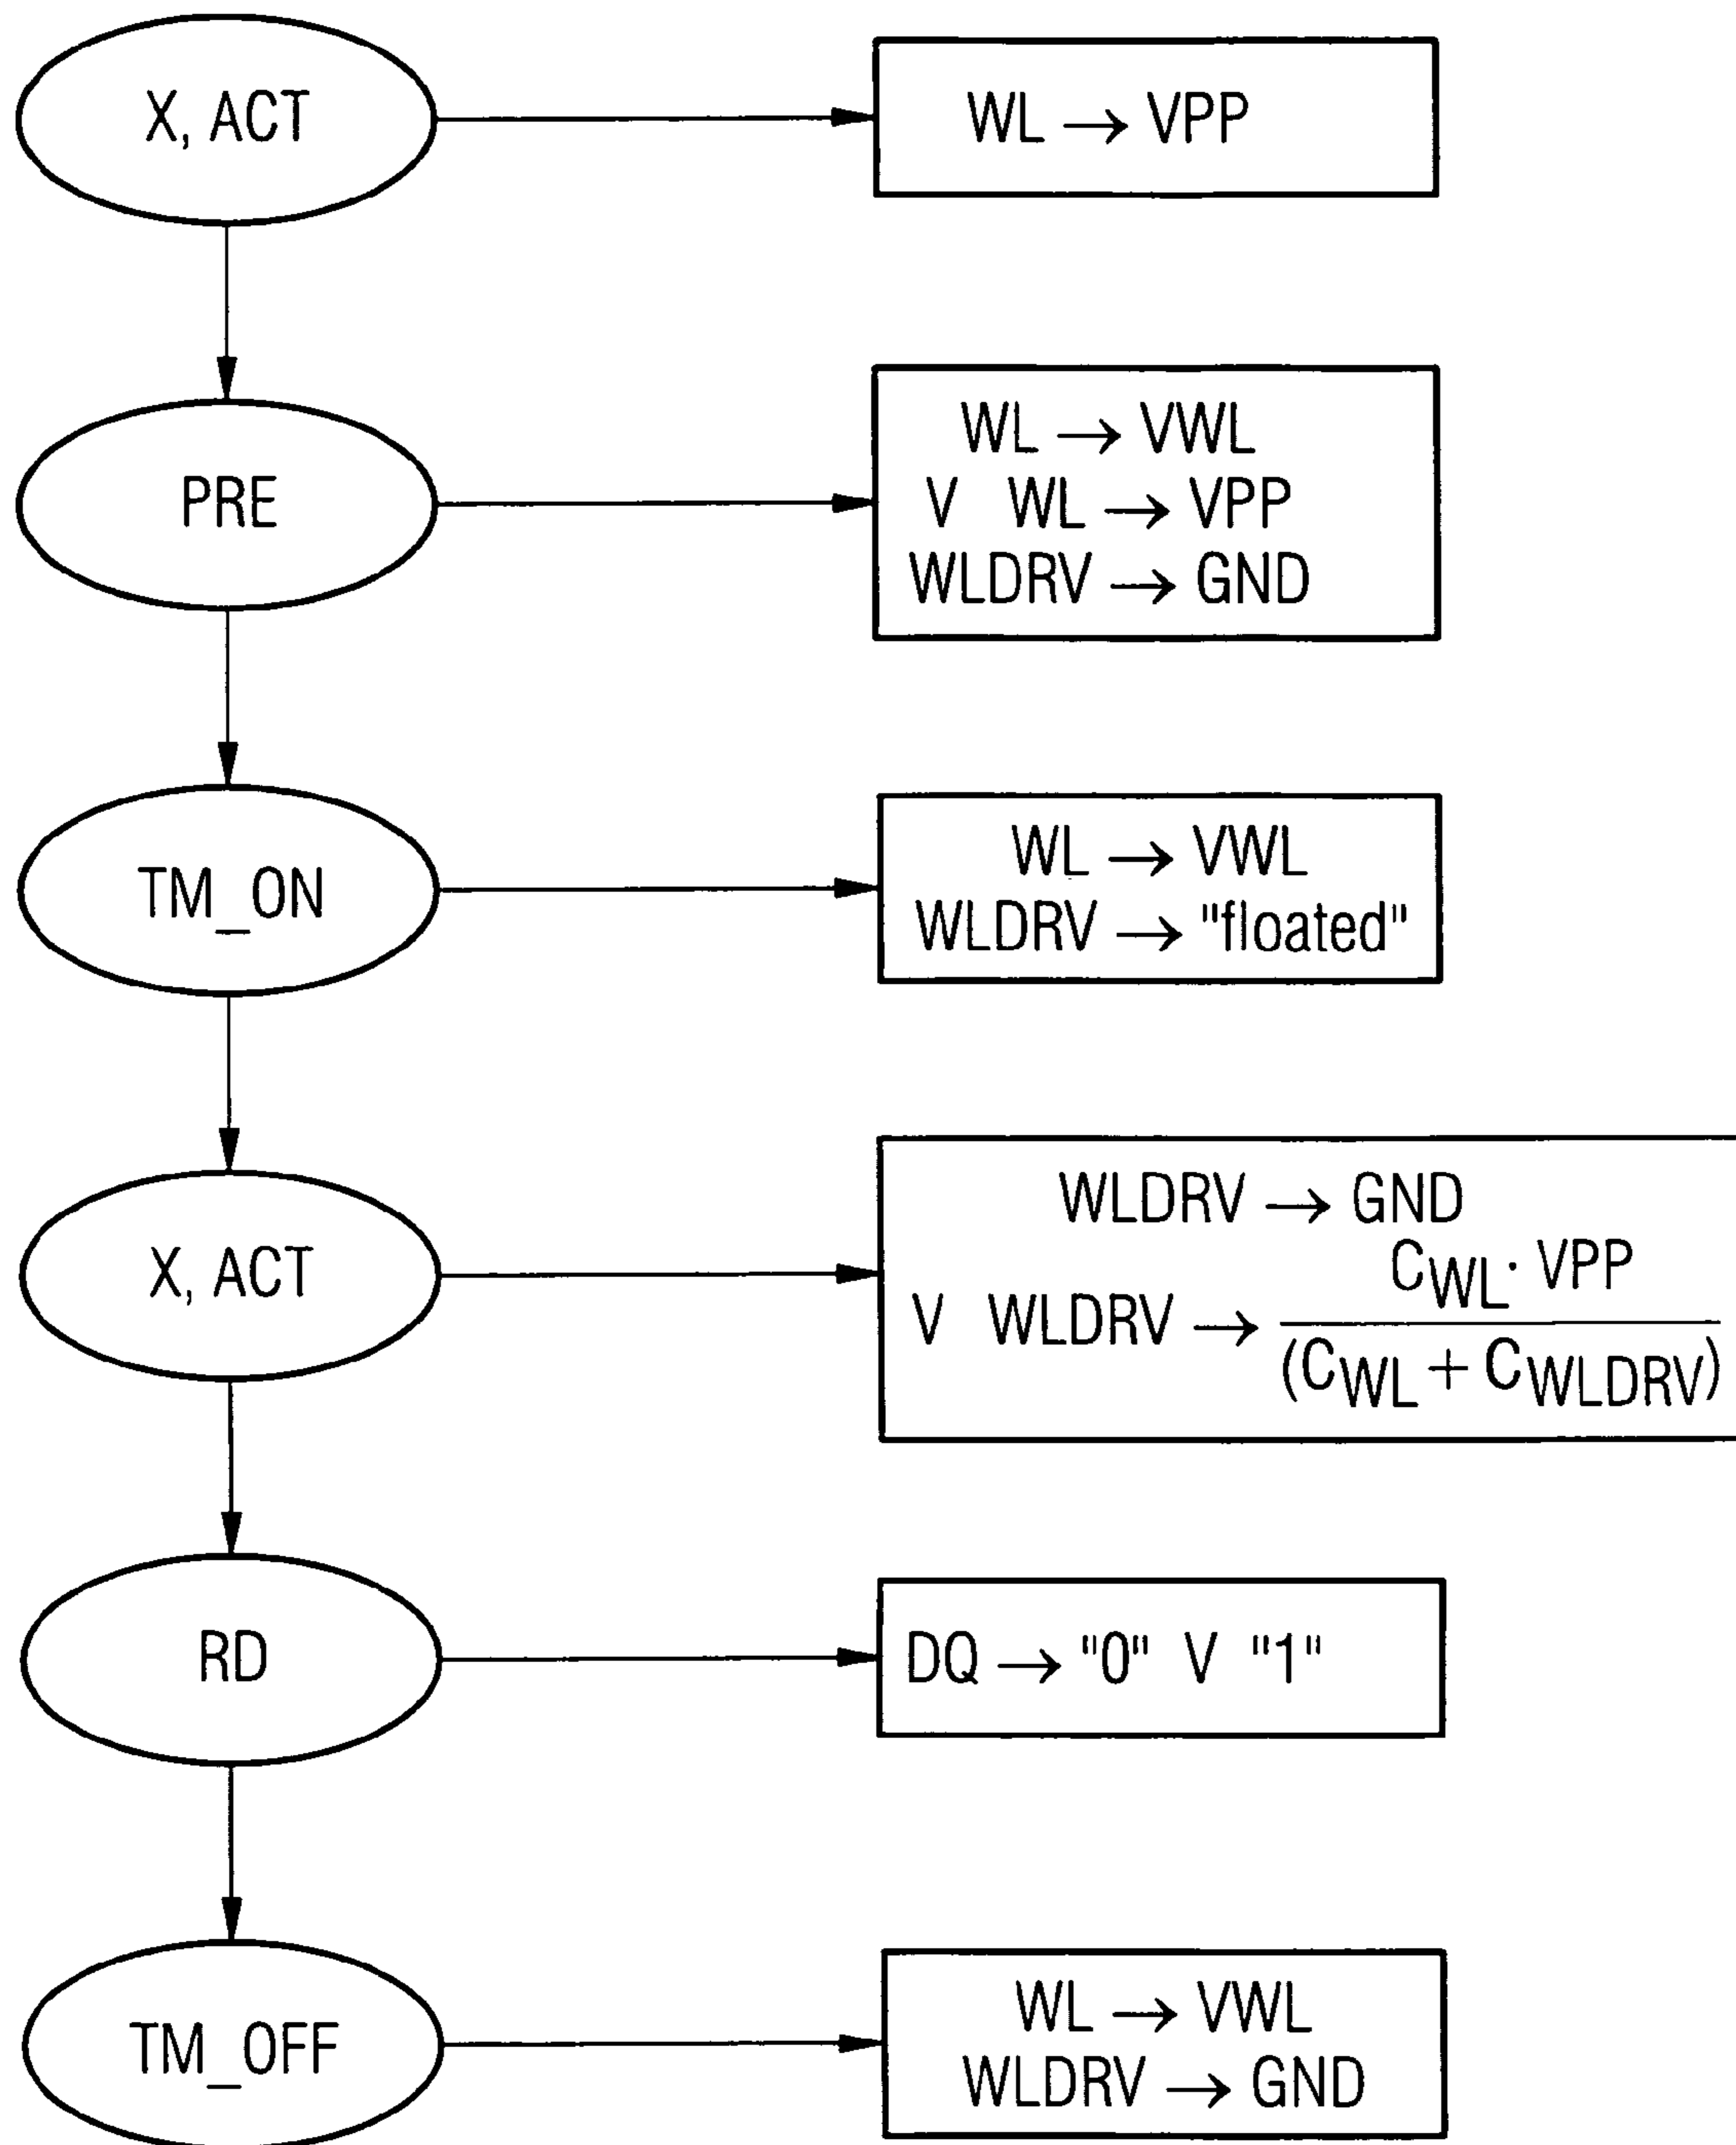 X, ACT
WL → VPP
PRE
WL → VWL
V WL → VPP
WLDRV → GND
TM_ON
WL → VWL
WLDRV → "floated"
X, ACT
WLDRV → GND
CWL · VPP
V WLDRV →
(CWL + CWLDRV)
RD
DQ → "0" V "1"
TM_OFF
WL → VWL
WLDRV → GND